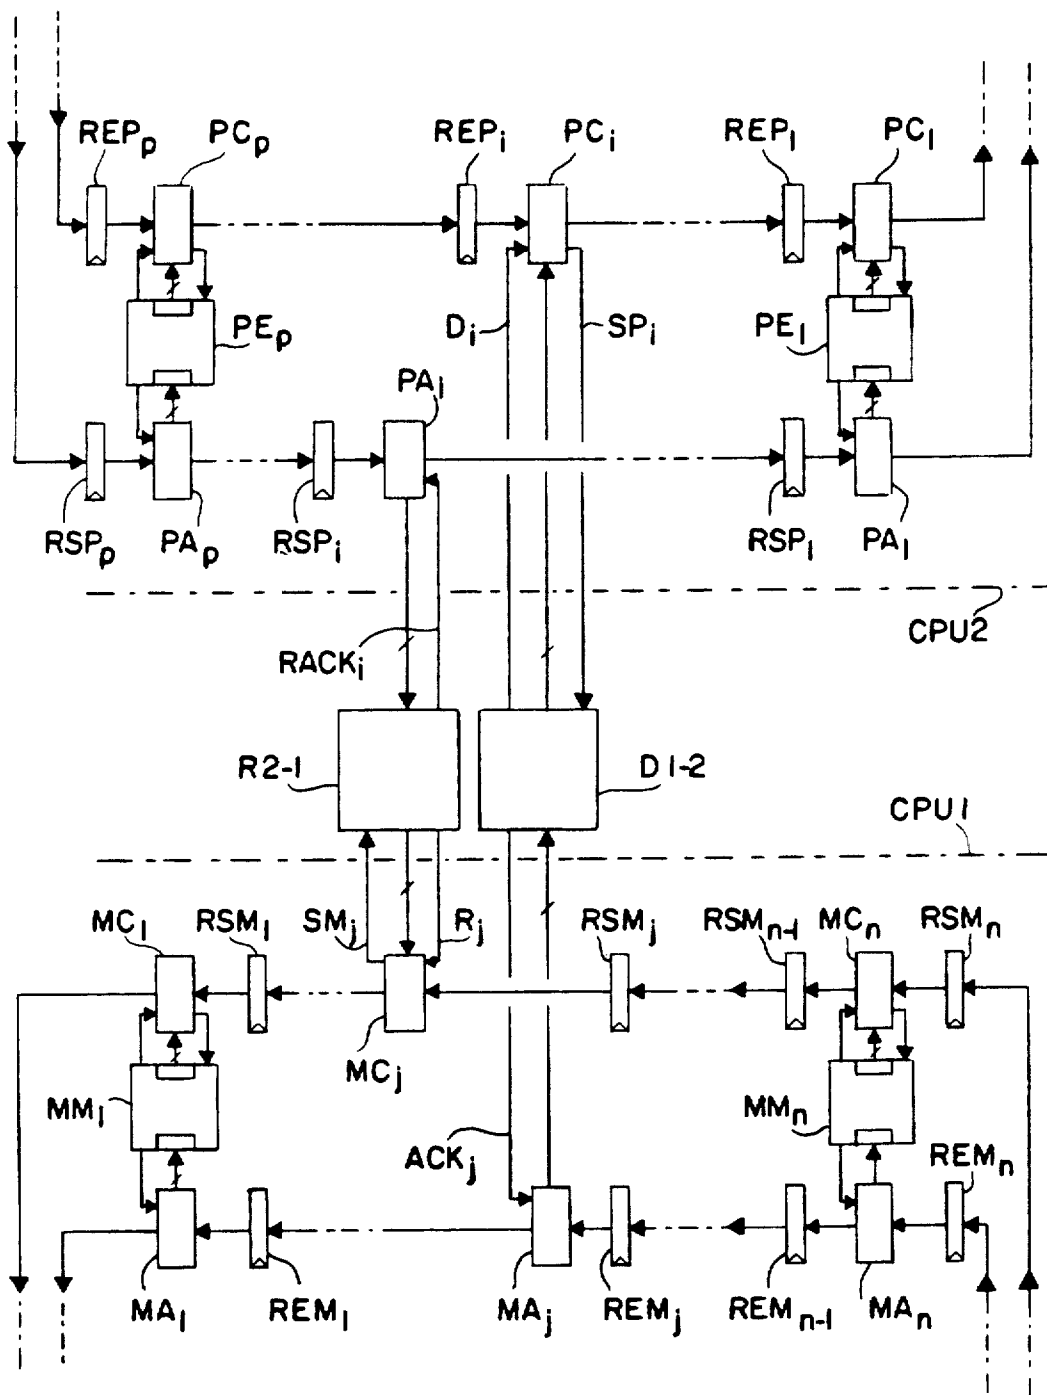 REPp PCp REPi PCi REP1 PC1
Di SPi
PEp PE1
PAi
RSPp PAp RSPi RSP1 PA1
CPU2
RACKi
R2-1 D1-2
CPU1
MC1 RSM1 SMj Rj RSMj RSMn-1 MCn RSMn
MCj
MM1 MMn
ACKj REMn
MA1 REM1 MAj REMj REMn-1 MAn